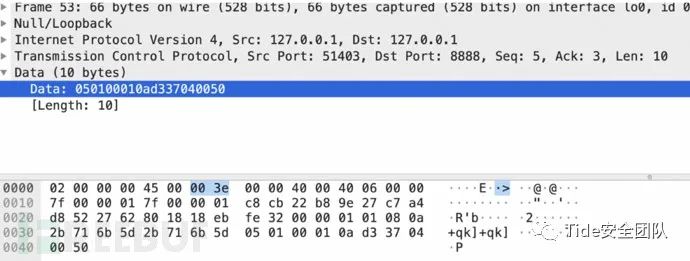 Frame 53: 66 bytes on wire (528 bits), 66 bytes captured (528 bits) on interface lo0, id 0
Null/Loopback
Internet Protocol Version 4, Src: 127.0.0.1, Dst: 127.0.0.1
Transmission Control Protocol, Src Port: 51403, Dst Port: 8888, Seq: 5, Ack: 3, Len: 10
Data (10 bytes)
Data: 050100010ad337040050
[Length: 10]
0000 02 00 00 00 45 00 00 3e 00 c8 00 00 40 00 40 06 00 00 ····E··> ··@·@···
0010 7f 00 00 01 7f 00 00 01 c8 cb 22 b8 9e 27 c7 a4 ········ ··"··'··
0020 d8 52 27 62 80 18 18 eb fe 32 00 00 01 01 08 0a ·R'b···· ·2······
0030 2b 71 6b 5d 2b 71 6b 5d 05 01 00 01 0a d3 37 04 +qk]+qk]
0040 00 50 ·P
Tide安全团队